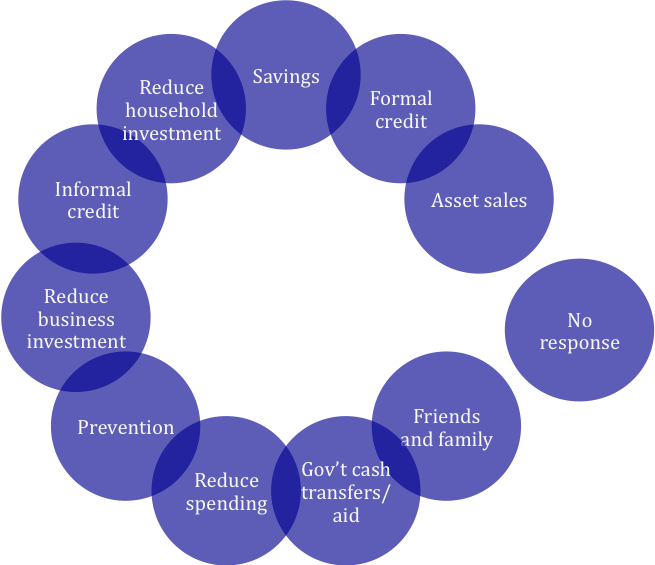 Savings
Formal
credit
Asset sales
No
response
Friends
and family
Gov’t cash
transfers/
aid
Reduce
spending
Prevention
Reduce
business
investment
Informal
credit
Reduce
household
investment